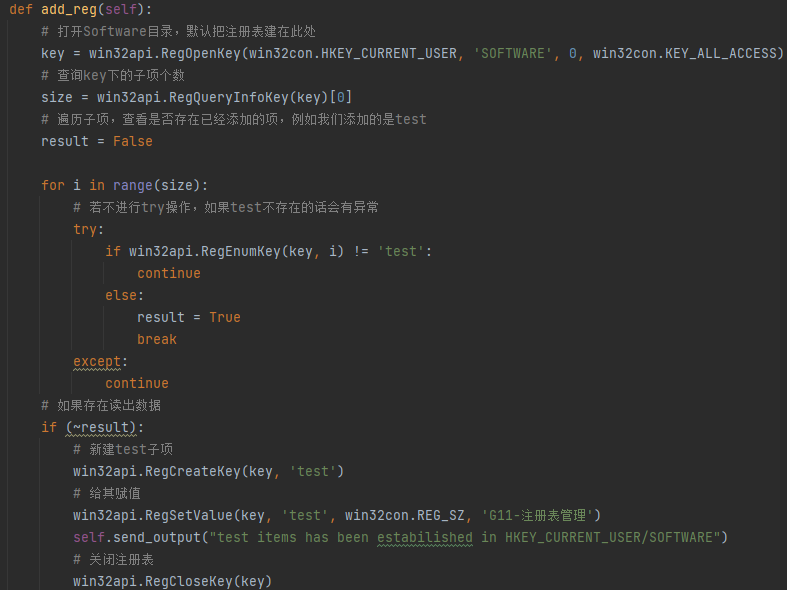 def add_reg(self):
# 打开Software目录，默认把注册表建在此处
key = win32api.RegOpenKey(win32con.HKEY_CURRENT_USER, 'SOFTWARE', 0, win32con.KEY_ALL_ACCESS)
# 查询key下的子项个数
size = win32api.RegQueryInfoKey(key)[0]
# 遍历子项，查看是否存在已经添加的项，例如我们添加的是test
result = False
for i in range(size):
# 若不进行try操作，如果test不存在的话会有异常
try:
if win32api.RegEnumKey(key, i) != 'test':
continue
else:
result = True
break
except:
continue
# 如果存在读出数据
if (~result):
# 新建test子项
win32api.RegCreateKey(key, 'test')
# 给其赋值
win32api.RegSetValue(key, 'test', win32con.REG_SZ, 'G11-注册表管理')
self.send_output("test items has been estabilished in HKEY_CURRENT_USER/SOFTWARE")
# 关闭注册表
win32api.RegCloseKey(key)